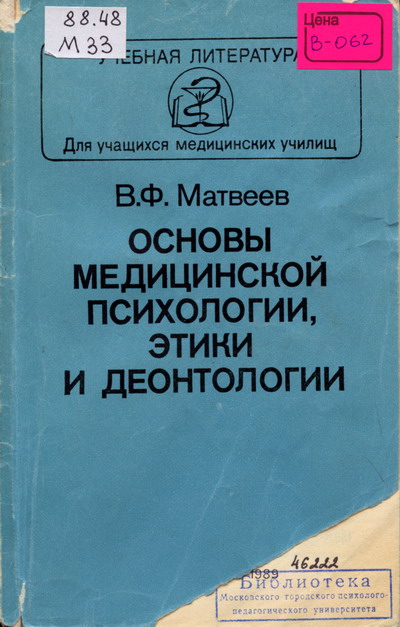 88.48
М 33
Цена
В-062
УЧЕБНАЯ ЛИТЕРАТУРА
Для учащихся медицинских училищ
В.Ф. Матвеев
ОСНОВЫ
МЕДИЦИНСКОЙ
ПСИХОЛОГИИ,
ЭТИКИ
И ДЕОНТОЛОГИИ
46222
1989
Библиотека
Московского городского психолого-
педагогического университета